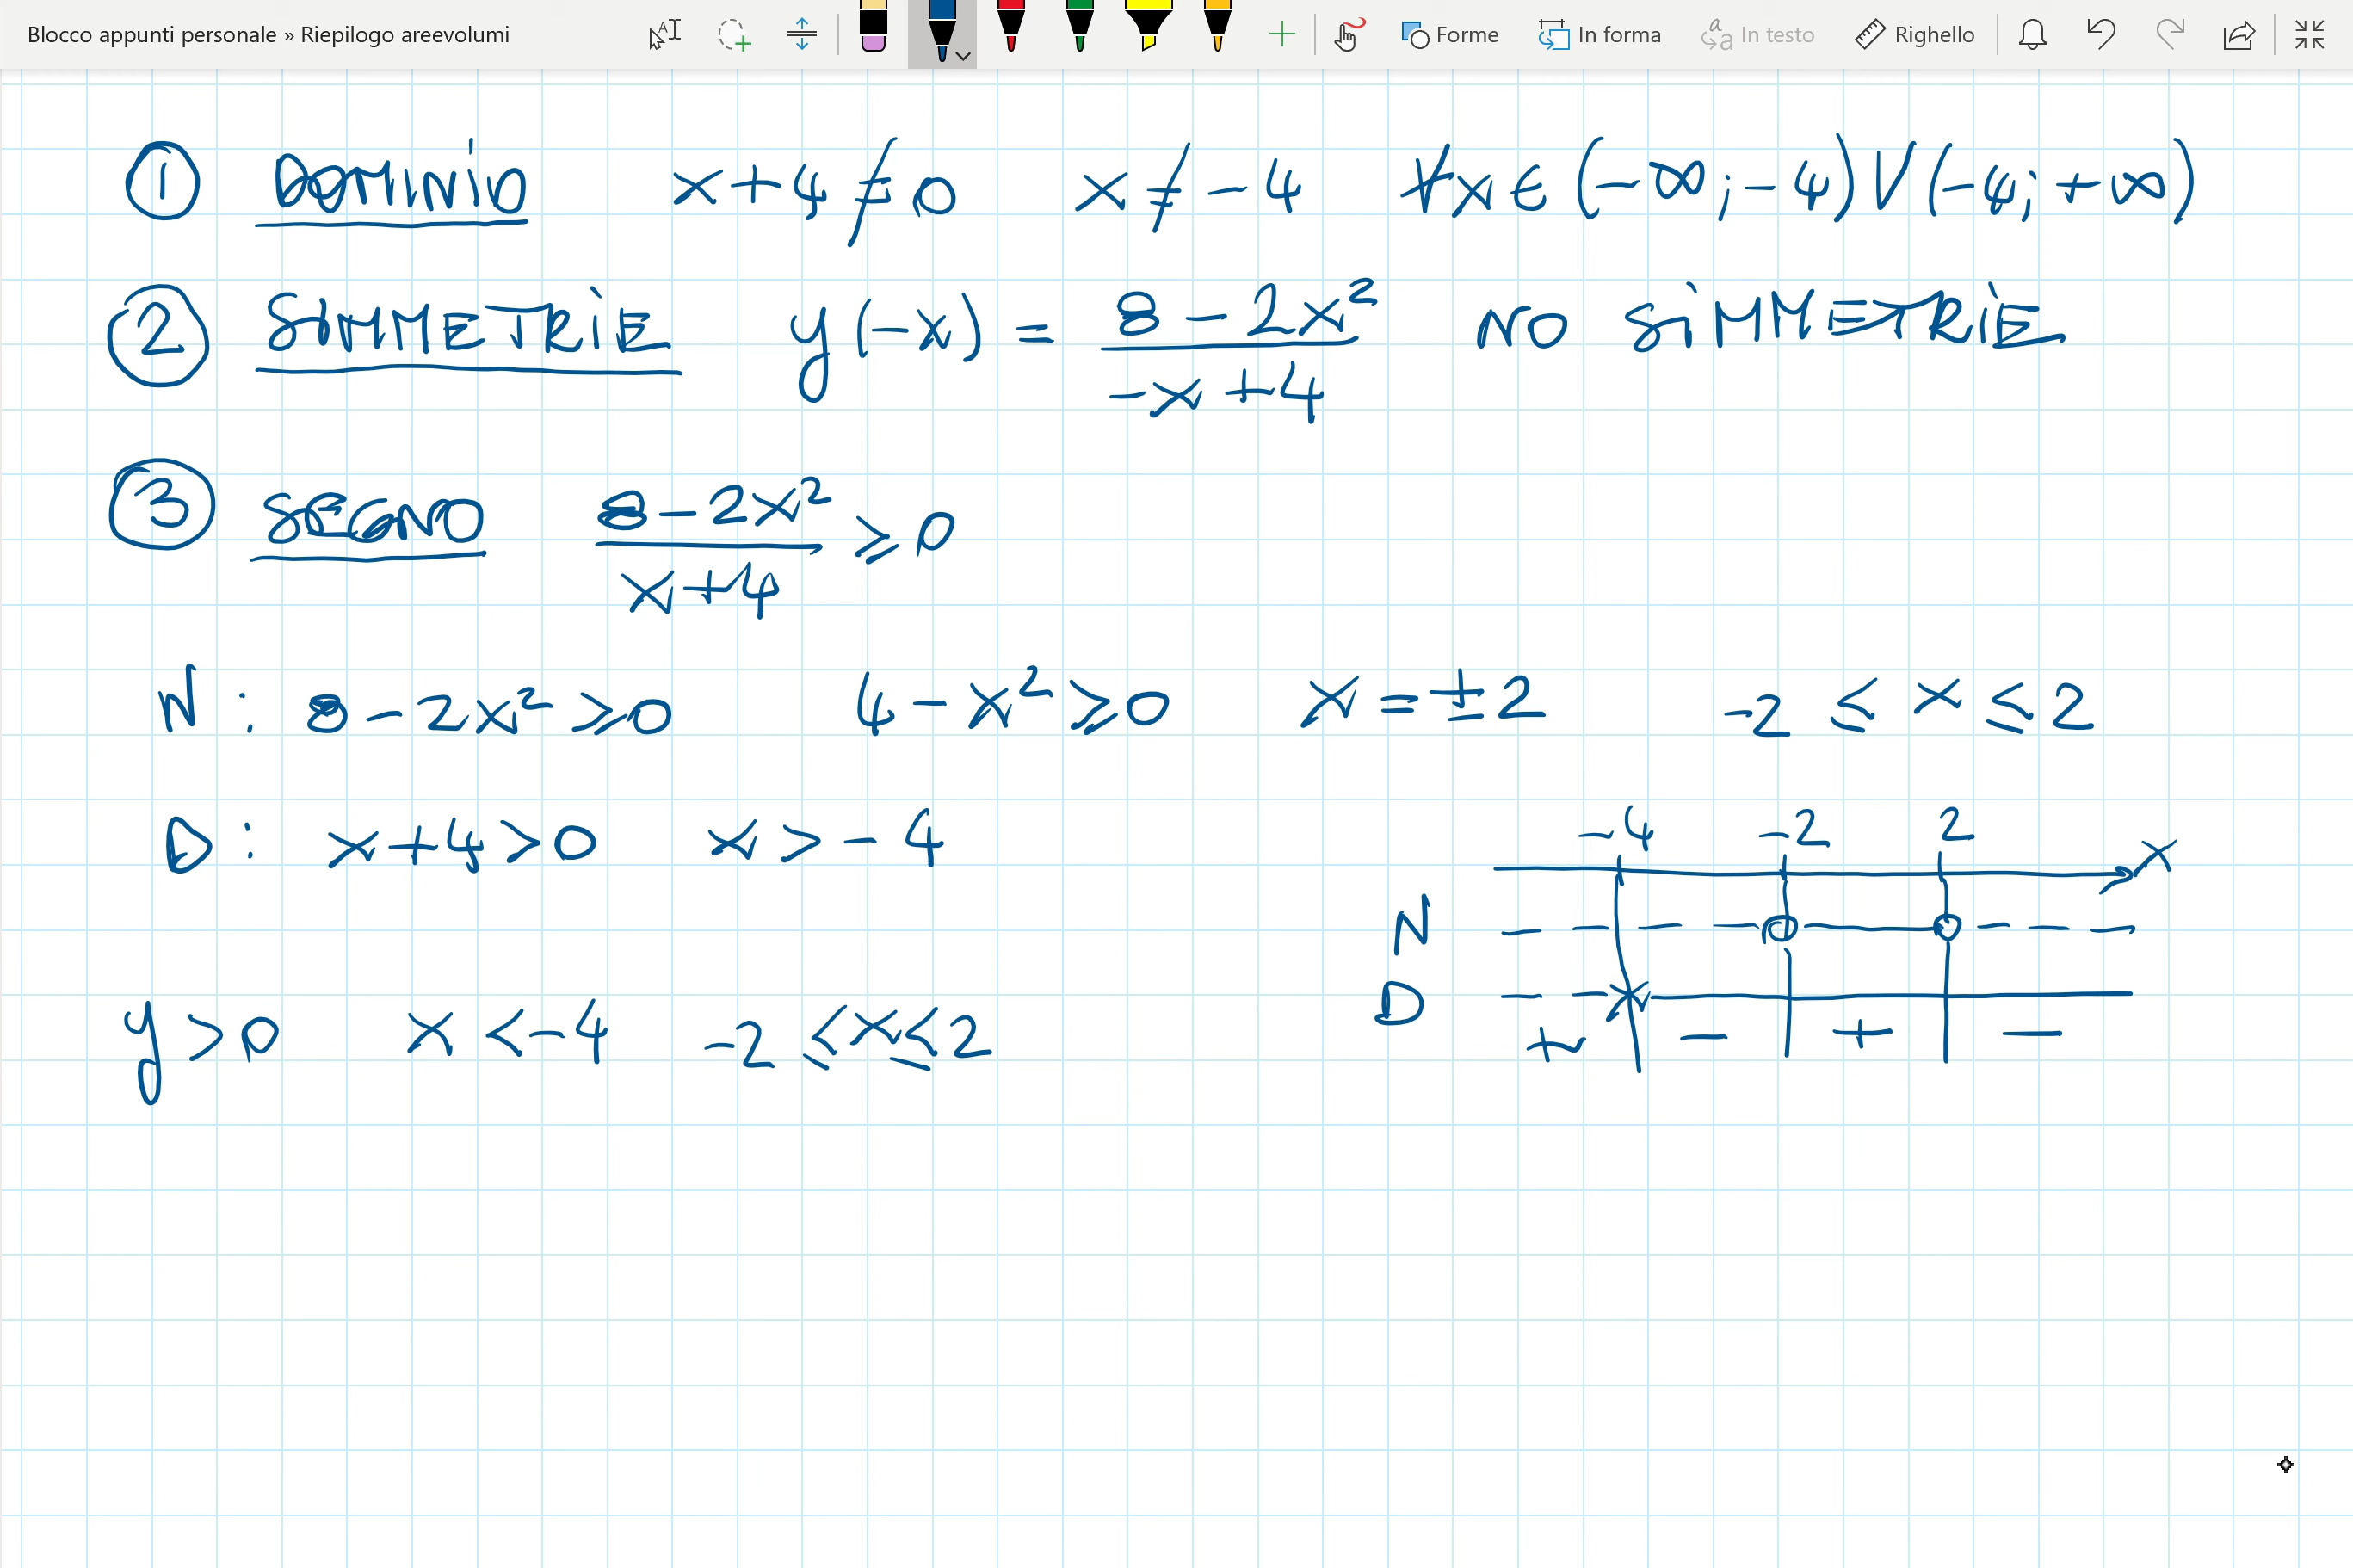 Blocco appunti personale » Riepilogo areevolumi Forme In forma In testo Righello
① DOMINIO x+4≠0 x≠-4 ∀x∈(-∞;-4)V(-4;+∞)
② SIMMETRIE y(-x) = (8-2x²)/(-x+4) NO SIMMETRIE
③ SEGNO (8-2x²)/(x+4) ≥ 0
N: 8-2x²≥0 4-x²≥0 x=±2 -2≤x≤2
D: x+4>0 x>-4
y>0 x<-4 -2≤x≤2
-4 -2 2 x
N
D
+ - + -